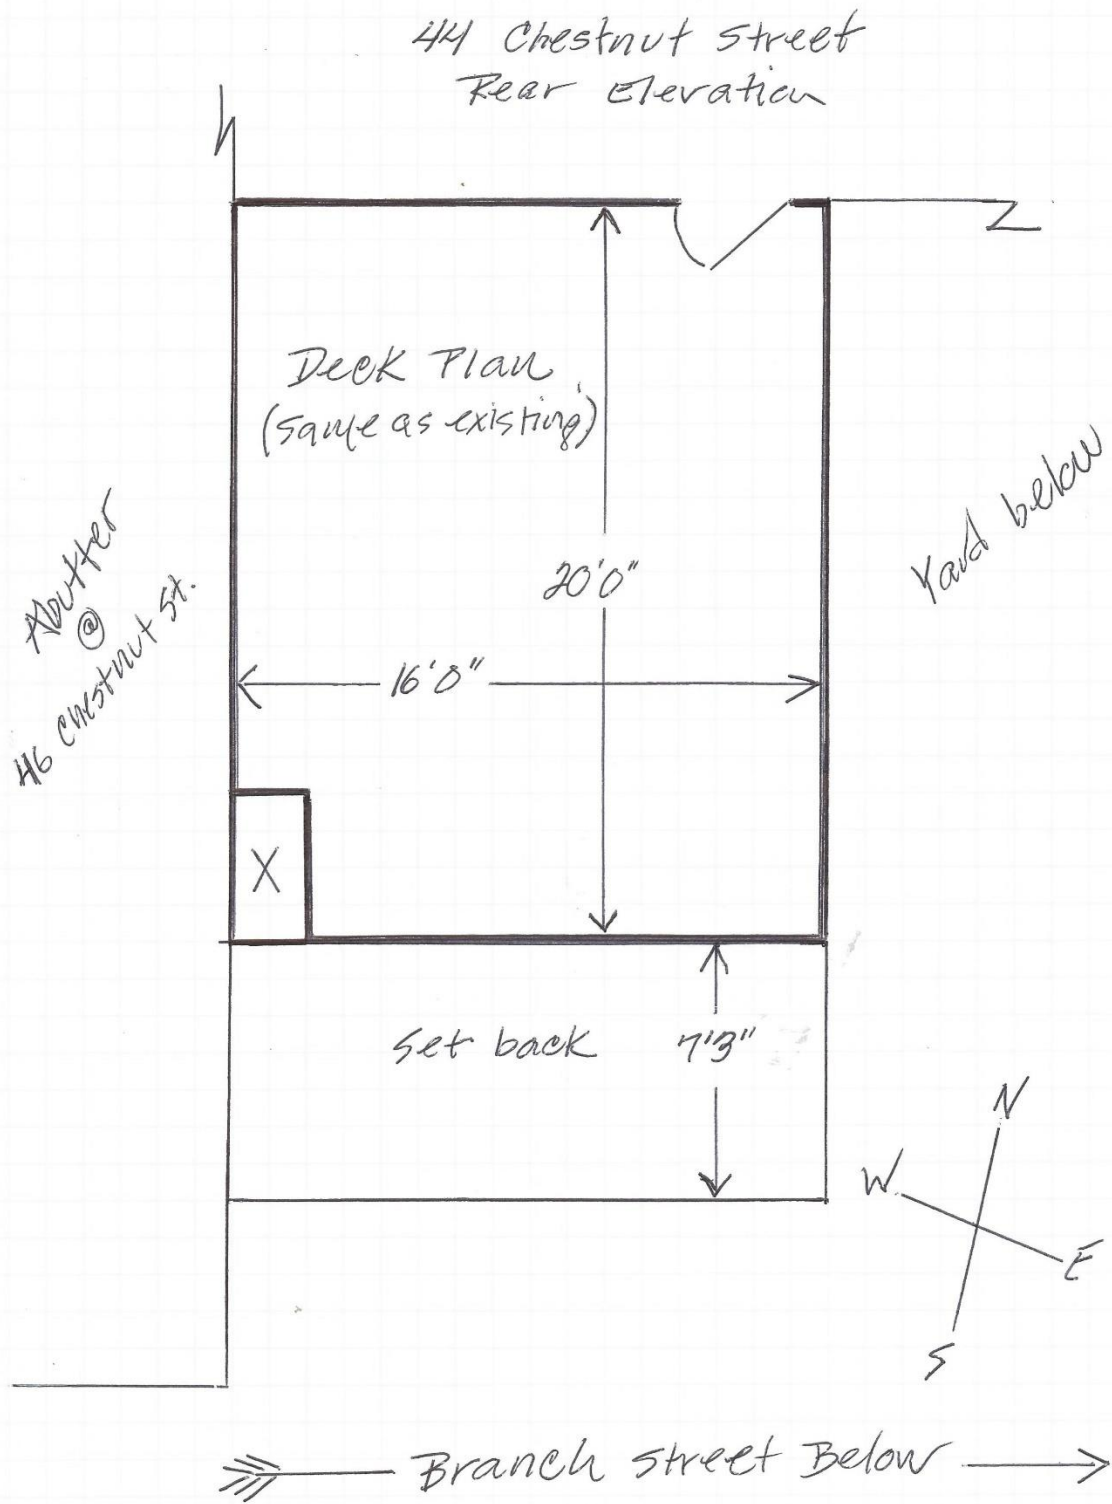 44 Chestnut Street
Rear Elevation
Deck Plan
(same as existing)
20'0"
16'0"
Abutter
@
46 Chestnut St.
Yard below
X
Set back
7'3"
N
W
E
S
Branch Street Below